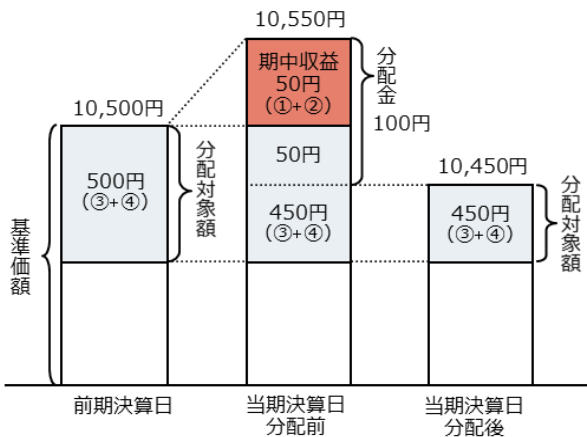 10,550円
期中収益
50円
(①+②)
分配金
100円
10,500円
500円
(③+④)
分配対象額
50円
450円
(③+④)
10,450円
450円
(③+④)
分配対象額
基準価額
前期決算日
当期決算日
分配前
当期決算日
分配後